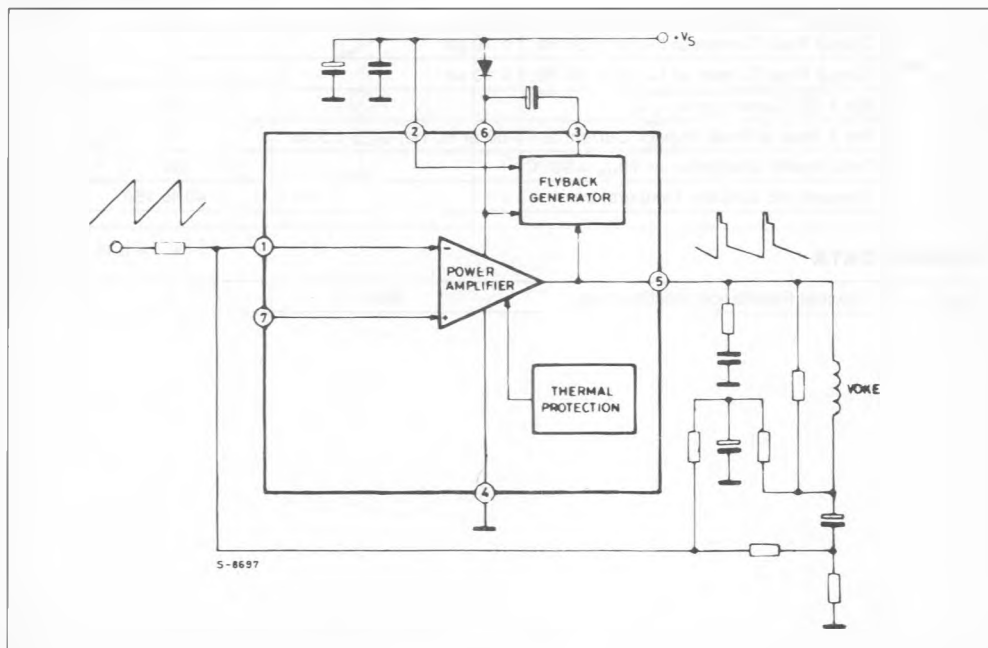 +VS
2
6
3
FLYBACK
GENERATOR
1
POWER
AMPLIFIER
5
7
THERMAL
PROTECTION
YOKE
4
S-8697